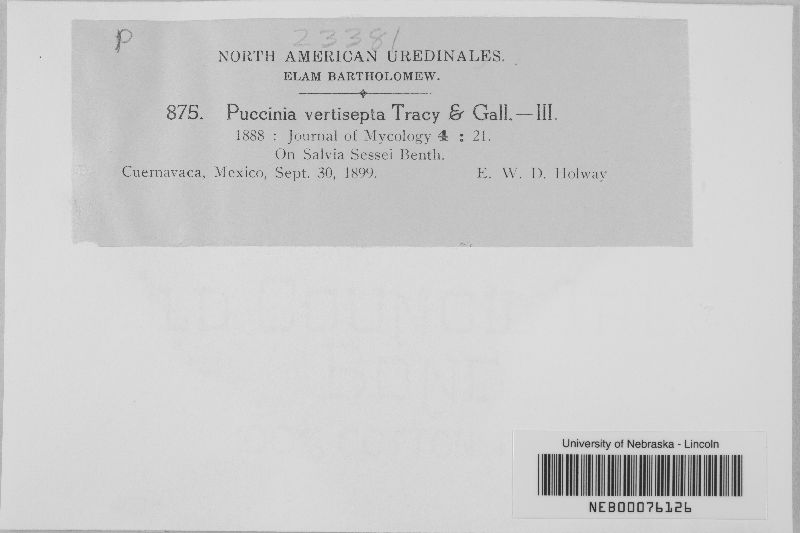 P 23381
NORTH AMERICAN UREDINALES.
ELAM BARTHOLOMEW.
875. Puccinia vertisepta Tracy & Gall.—III.
1888 : Journal of Mycology 4 : 21.
On Salvia Sessei Benth.
Cuernavaca, Mexico, Sept. 30, 1899. E. W. D. Holway
University of Nebraska - Lincoln
NEB00076126